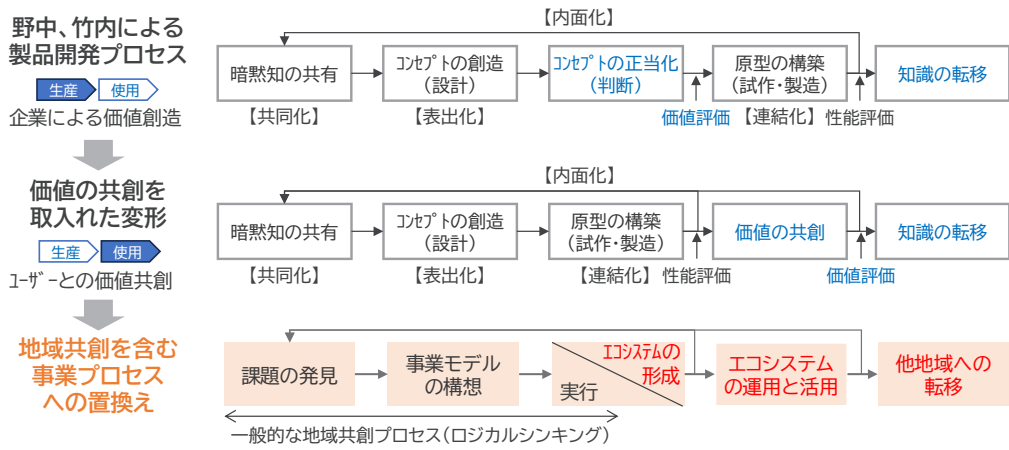 野中、竹内による
製品開発プロセス
生産
使用
企業による価値創造
【内面化】
暗黙知の共有
ｺﾝｾﾌﾟﾄの創造
(設計)
ｺﾝｾﾌﾟﾄの正当化
(判断)
原型の構築
(試作・製造)
知識の転移
【共同化】
【表出化】
価値評価
【連結化】
性能評価
価値の共創を
取入れた変形
生産
使用
ﾕｰｻﾞｰとの価値共創
【内面化】
暗黙知の共有
ｺﾝｾﾌﾟﾄの創造
(設計)
原型の構築
(試作・製造)
価値の共創
知識の転移
【共同化】
【表出化】
【連結化】
性能評価
価値評価
地域共創を含む
事業プロセス
への置換え
課題の発見
事業モデル
の構想
ｴｺｼｽﾃﾑの
形成
実行
エコシステム
の運用と活用
他地域への
転移
一般的な地域共創プロセス(ロジカルシンキング)